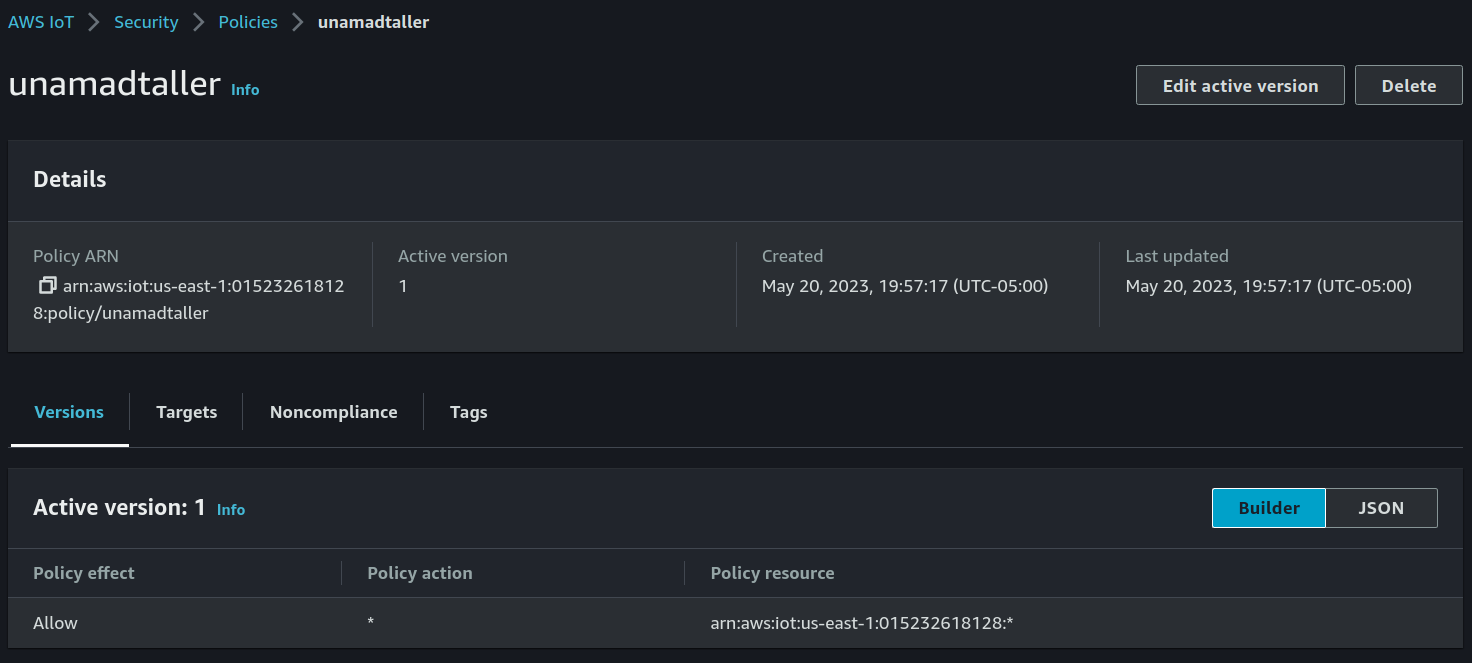 AWS IoT > Security > Policies > unamadtaller
unamadtaller Info
Edit active version Delete
Details
Policy ARN
arn:aws:iot:us-east-1:01523261812
8:policy/unamadtaller
Active version
1
Created
May 20, 2023, 19:57:17 (UTC-05:00)
Last updated
May 20, 2023, 19:57:17 (UTC-05:00)
Versions Targets Noncompliance Tags
Active version: 1 Info
Builder JSON
Policy effect Policy action Policy resource
Allow * arn:aws:iot:us-east-1:015232618128:*